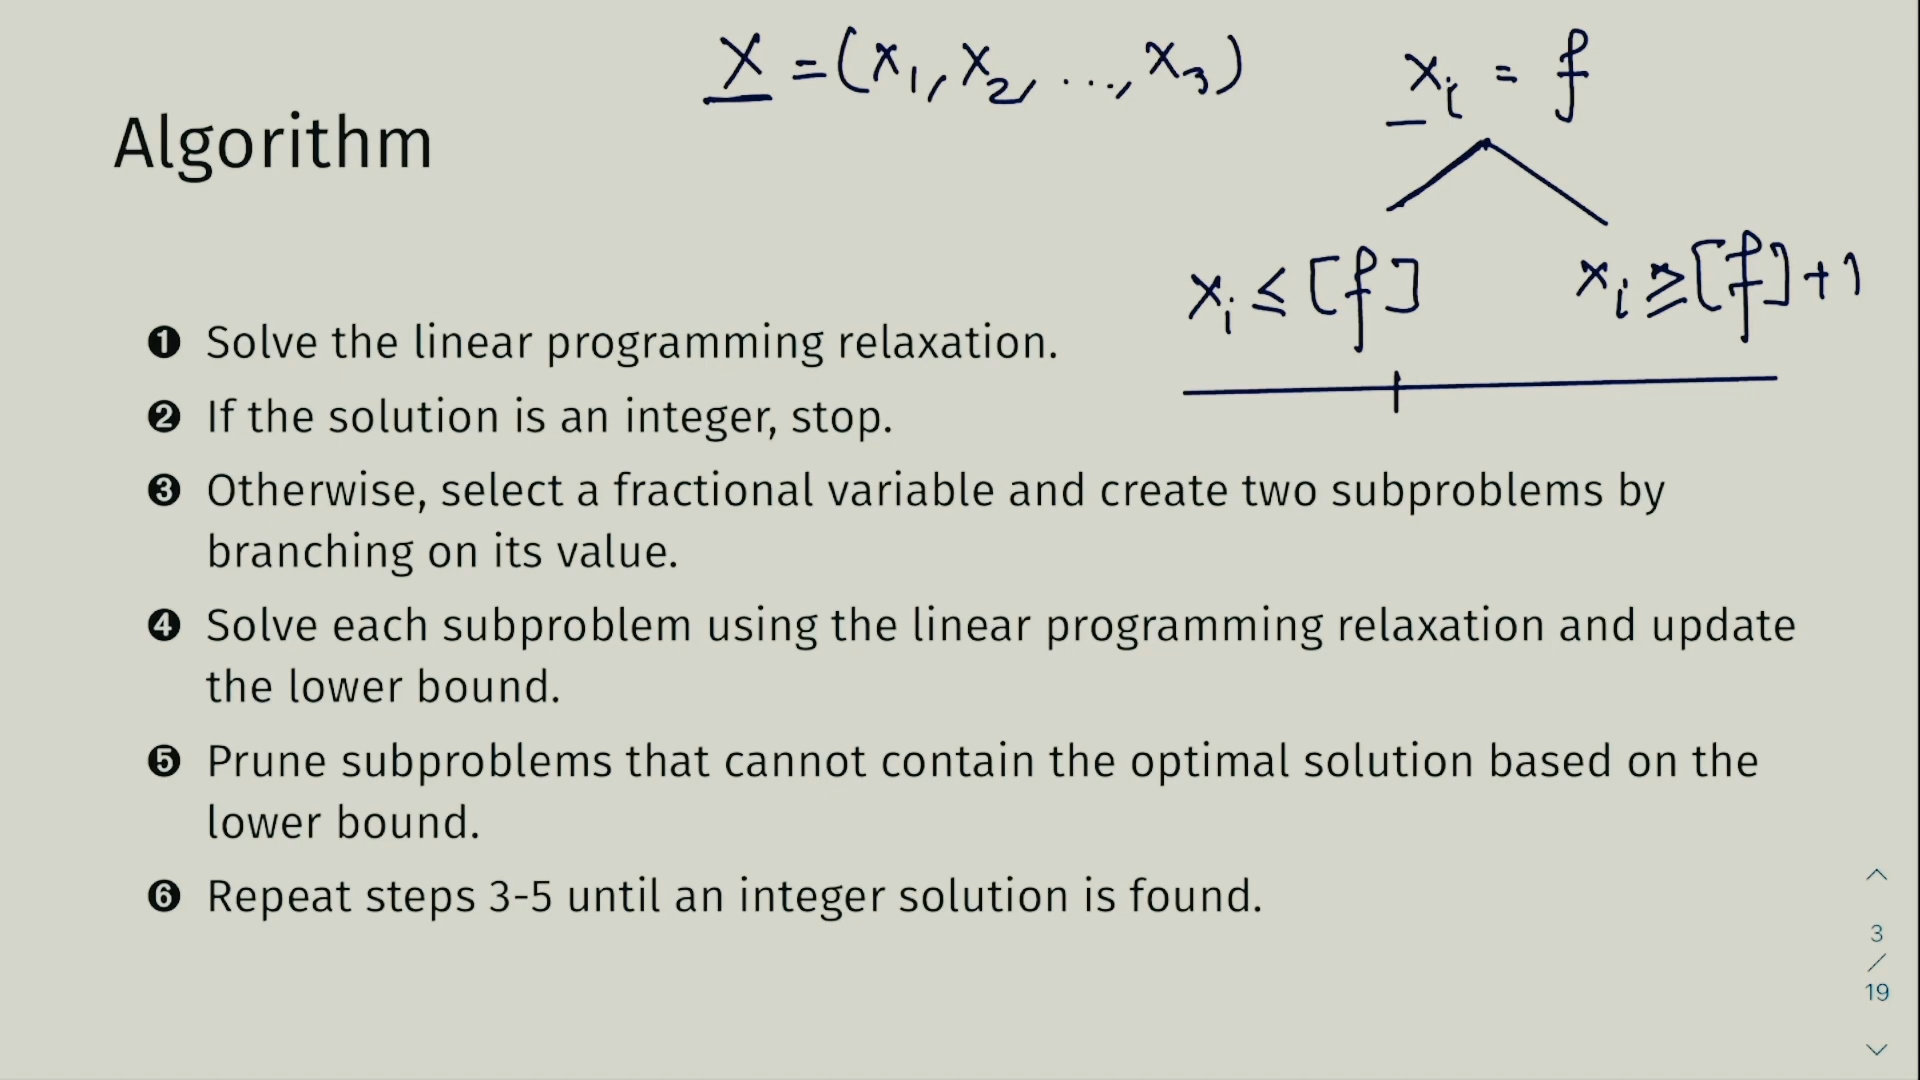 X = (x₁, x₂, ..., x₃)
xᵢ = f
Algorithm
xᵢ ≤ [f]
xᵢ ≥ [f]+1
❶ Solve the linear programming relaxation.
❷ If the solution is an integer, stop.
❸ Otherwise, select a fractional variable and create two subproblems by
branching on its value.
❹ Solve each subproblem using the linear programming relaxation and update
the lower bound.
❺ Prune subproblems that cannot contain the optimal solution based on the
lower bound.
❻ Repeat steps 3-5 until an integer solution is found.
3
/
19